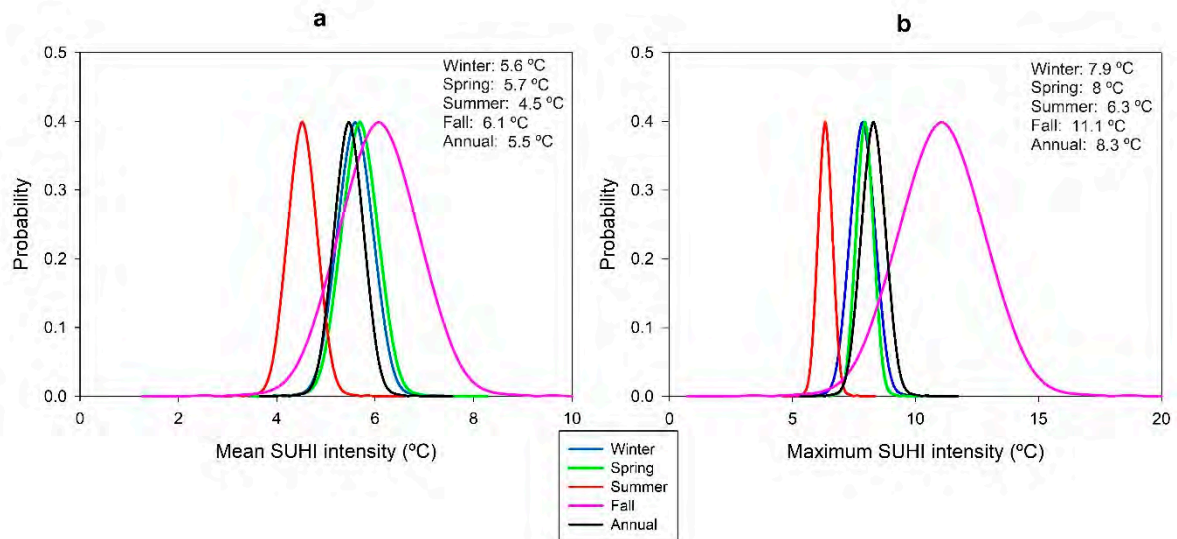 a
0.5
0.4
0.3
0.2
0.1
0.0
Probability
Winter: 5.6 ºC
Spring: 5.7 ºC
Summer: 4.5 ºC
Fall: 6.1 ºC
Annual: 5.5 ºC
0 2 4 6 8 10
Mean SUHI intensity (ºC)
b
0.5
0.4
0.3
0.2
0.1
0.0
Probability
Winter: 7.9 ºC
Spring: 8 ºC
Summer: 6.3 ºC
Fall: 11.1 ºC
Annual: 8.3 ºC
0 5 10 15 20
Maximum SUHI intensity (ºC)
Winter
Spring
Summer
Fall
Annual